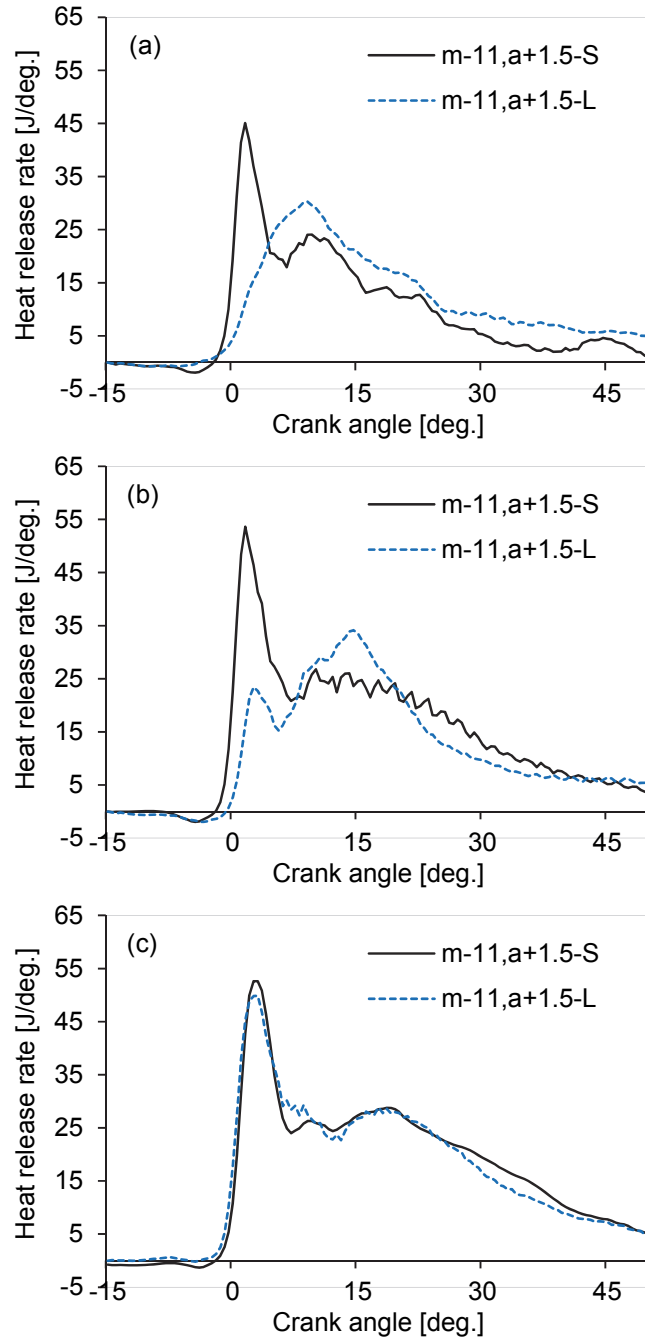 (a)
m-11,a+1.5-S
m-11,a+1.5-L
Heat release rate [J/deg.]
65
55
45
35
25
15
5
-5
-15 0 15 30 45
Crank angle [deg.]
(b)
m-11,a+1.5-S
m-11,a+1.5-L
Heat release rate [J/deg.]
65
55
45
35
25
15
5
-5
-15 0 15 30 45
Crank angle [deg.]
(c)
m-11,a+1.5-S
m-11,a+1.5-L
Heat release rate [J/deg.]
65
55
45
35
25
15
5
-5
-15 0 15 30 45
Crank angle [deg.]